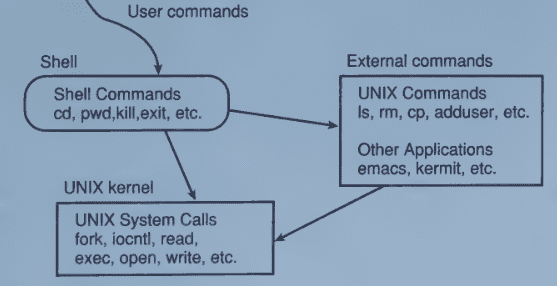 User commands
Shell
Shell Commands
cd, pwd,kill,exit, etc.
External commands
UNIX Commands
ls, rm, cp, adduser, etc.
Other Applications
emacs, kermit, etc.
UNIX kernel
UNIX System Calls
fork, iocntl, read,
exec, open, write, etc.